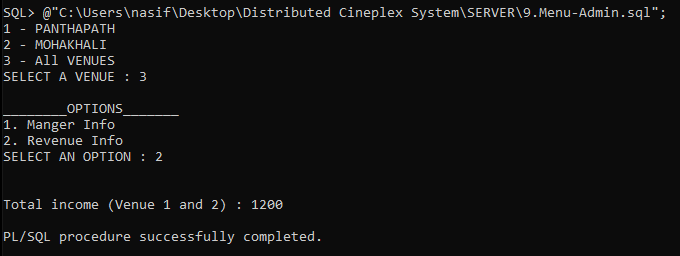 SQL> @"C:\Users\nasif\Desktop\Distributed Cineplex System\SERVER\9.Menu-Admin.sql";
1 - PANTHAPATH
2 - MOHAKHALI
3 - All VENUES
SELECT A VENUE : 3
________OPTIONS_______
1. Manger Info
2. Revenue Info
SELECT AN OPTION : 2
Total income (Venue 1 and 2) : 1200
PL/SQL procedure successfully completed.